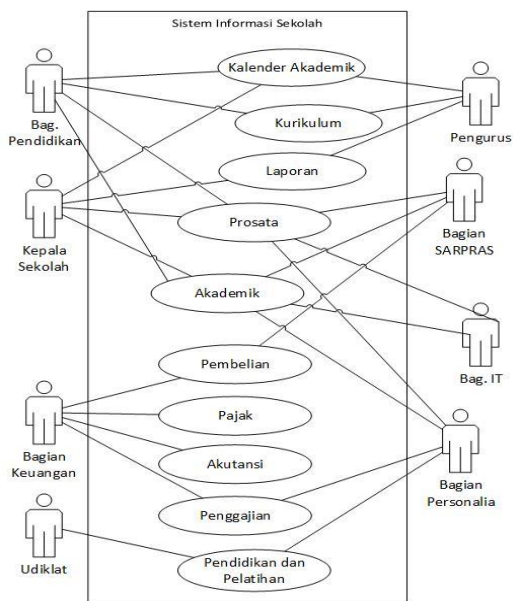 Sistem Informasi Sekolah
Kalender Akademik
Bag.
Pendidikan
Kurikulum
Pengurus
Laporan
Prosata
Kepala
Sekolah
Bagian
SARPRAS
Akademik
Pembelian
Bag. IT
Pajak
Bagian
Keuangan
Akutansi
Bagian
Personalia
Penggajian
Udiklat
Pendidikan dan
Pelatihan